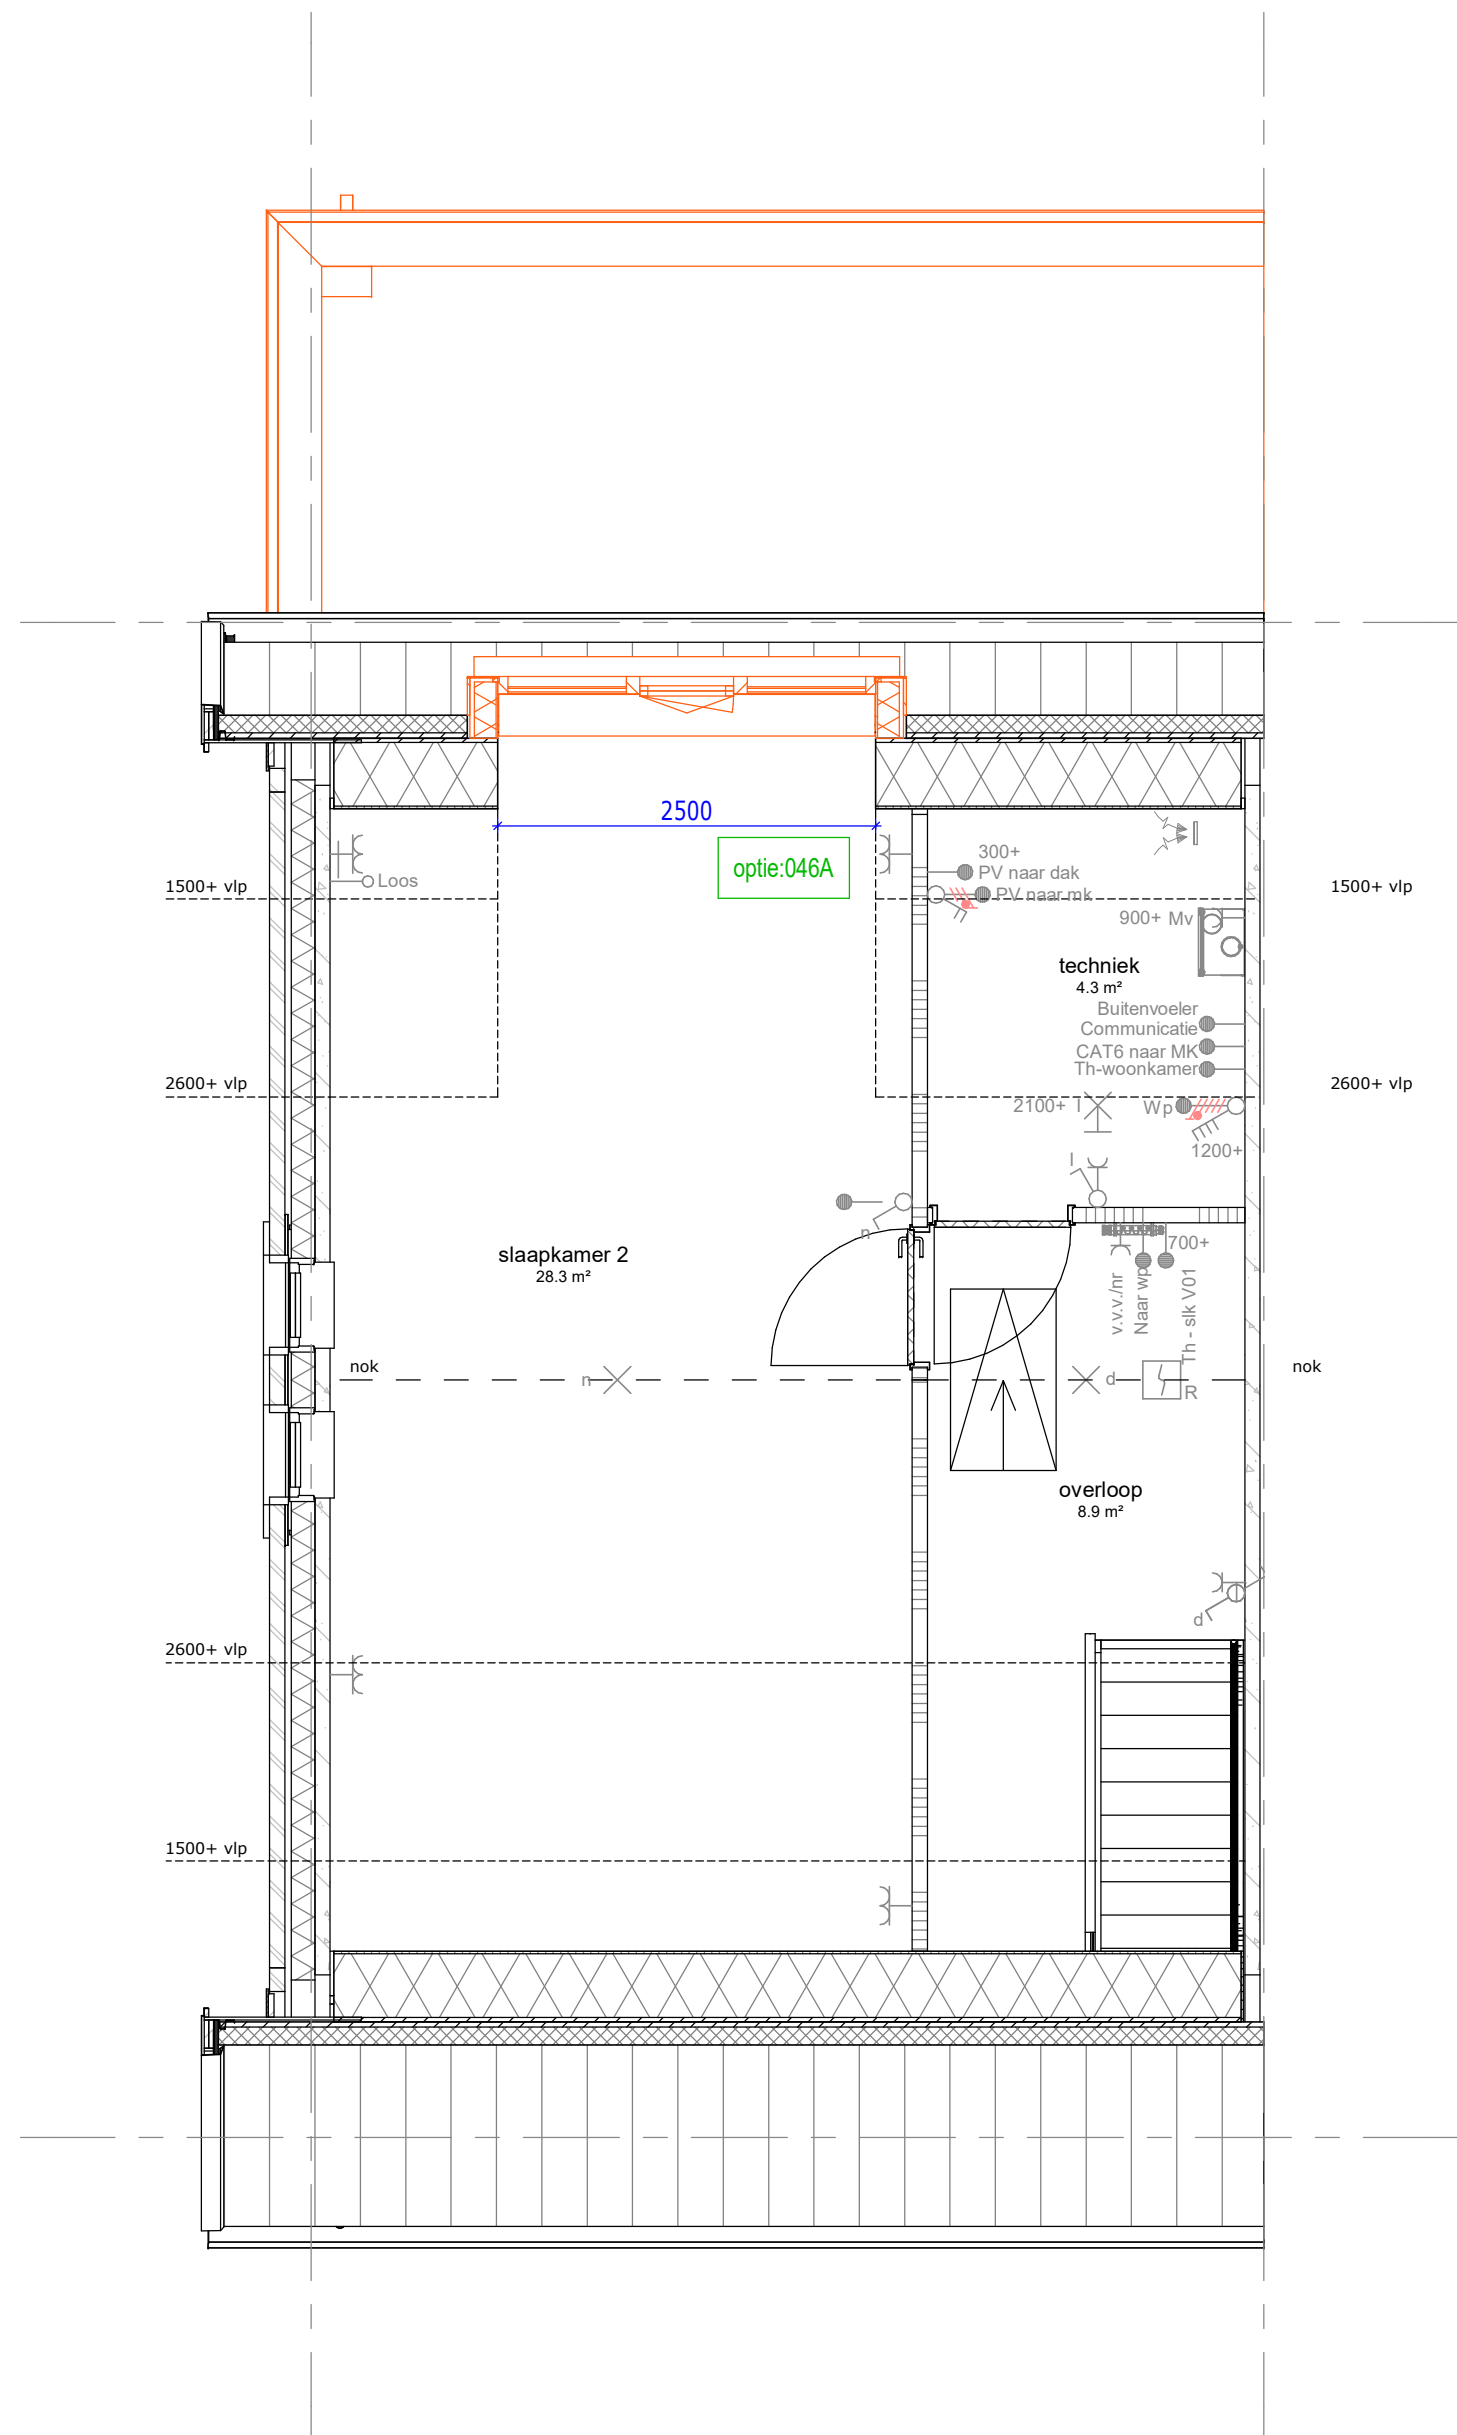 2500
optie:046A
300+
PV naar dak
PV naar mk
Loos
1500+ vlp
1500+ vlp
900+ Mv
techniek
4.3 m²
Buitenvoeler
Communicatie
CAT6 naar MK
Th-woonkamer
2600+ vlp
2600+ vlp
2100+ l
Wp
1200+
l
n
700+
slaapkamer 2
28.3 m²
v.v.v./nr
Naar wp
Th - slk V01
nok
nok
n
d
R
overloop
8.9 m²
d
2600+ vlp
1500+ vlp